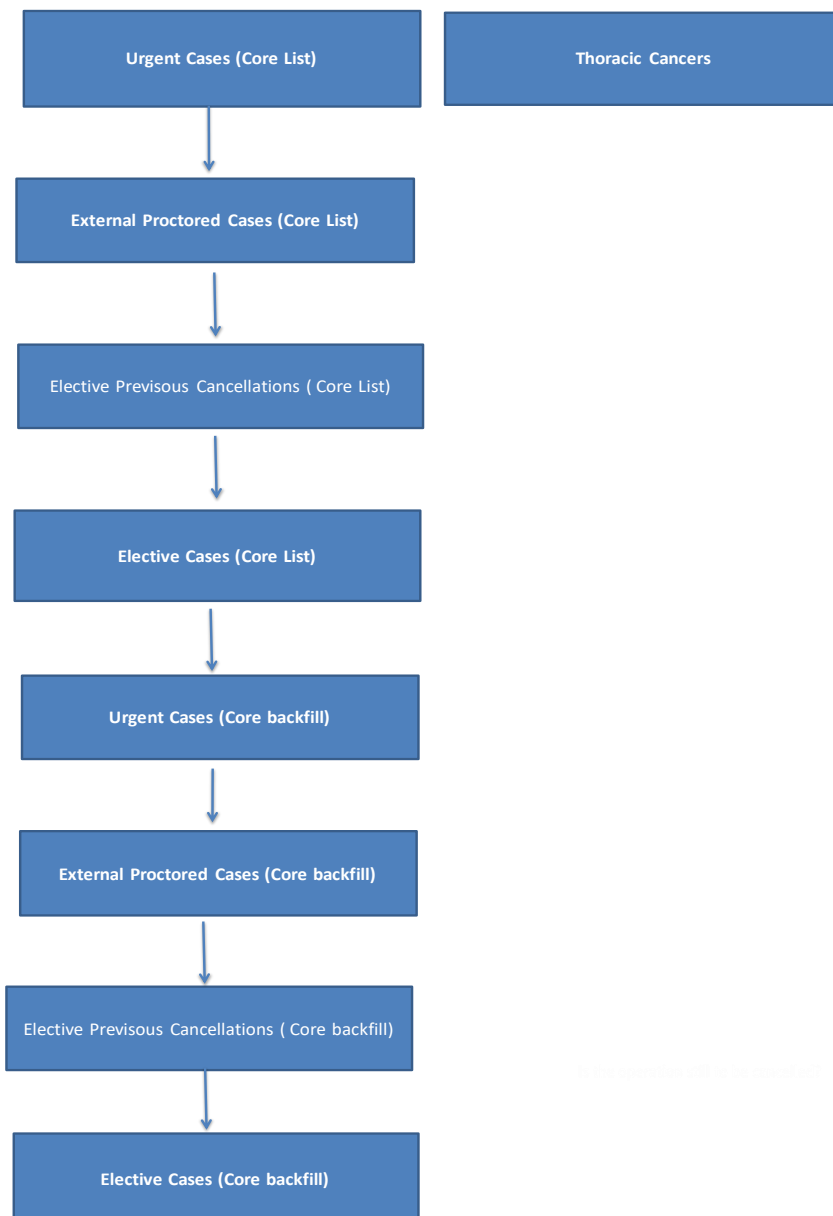 Urgent Cases (Core List)
Thoracic Cancers
External Proctored Cases (Core List)
Elective Previsous Cancellations ( Core List)
Elective Cases (Core List)
Urgent Cases (Core backfill)
External Proctored Cases (Core backfill)
Elective Previsous Cancellations ( Core backfill)
Elective Cases (Core backfill)